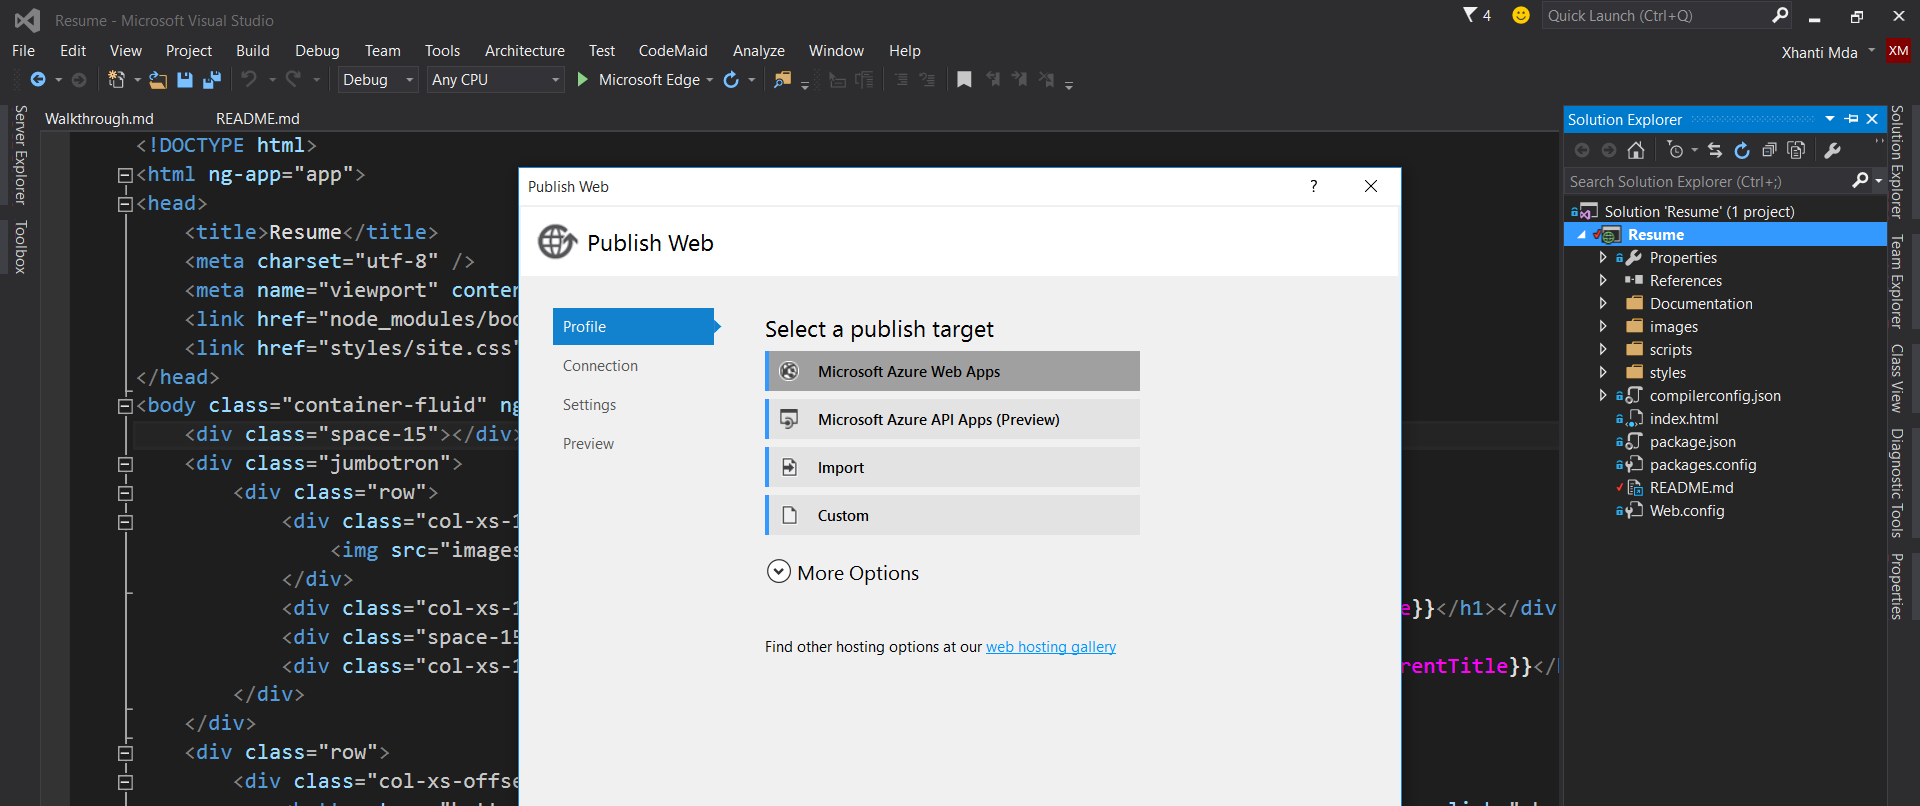 Resume - Microsoft Visual Studio
4
Quick Launch (Ctrl+Q)
File Edit View Project Build Debug Team Tools Architecture Test CodeMaid Analyze Window Help
Xhanti Mda XM
Debug Any CPU Microsoft Edge
Server Explorer
Toolbox
Walkthrough.md README.md
<!DOCTYPE html>
<html ng-app="app">
<head>
<title>Resume</title>
<meta charset="utf-8" />
<meta name="viewport" conten
<link href="node_modules/boo
<link href="styles/site.css"
</head>
<body class="container-fluid" ng
<div class="space-15"></div>
<div class="jumbotron">
<div class="row">
<div class="col-xs-1
<img src="images
</div>
<div class="col-xs-1 e}}</h1></div
<div class="space-15
<div class="col-xs-1 rentTitle}}</
</div>
</div>
<div class="row">
<div class="col-xs-offse
Publish Web ?
Publish Web
Profile
Connection
Settings
Preview
Select a publish target
Microsoft Azure Web Apps
Microsoft Azure API Apps (Preview)
Import
Custom
More Options
Find other hosting options at our web hosting gallery
Solution Explorer
Search Solution Explorer (Ctrl+;)
Solution 'Resume' (1 project)
Resume
Properties
References
Documentation
images
scripts
styles
compilerconfig.json
index.html
package.json
packages.config
README.md
Web.config
Solution Explorer
Team Explorer
Class View
Diagnostic Tools
Properties